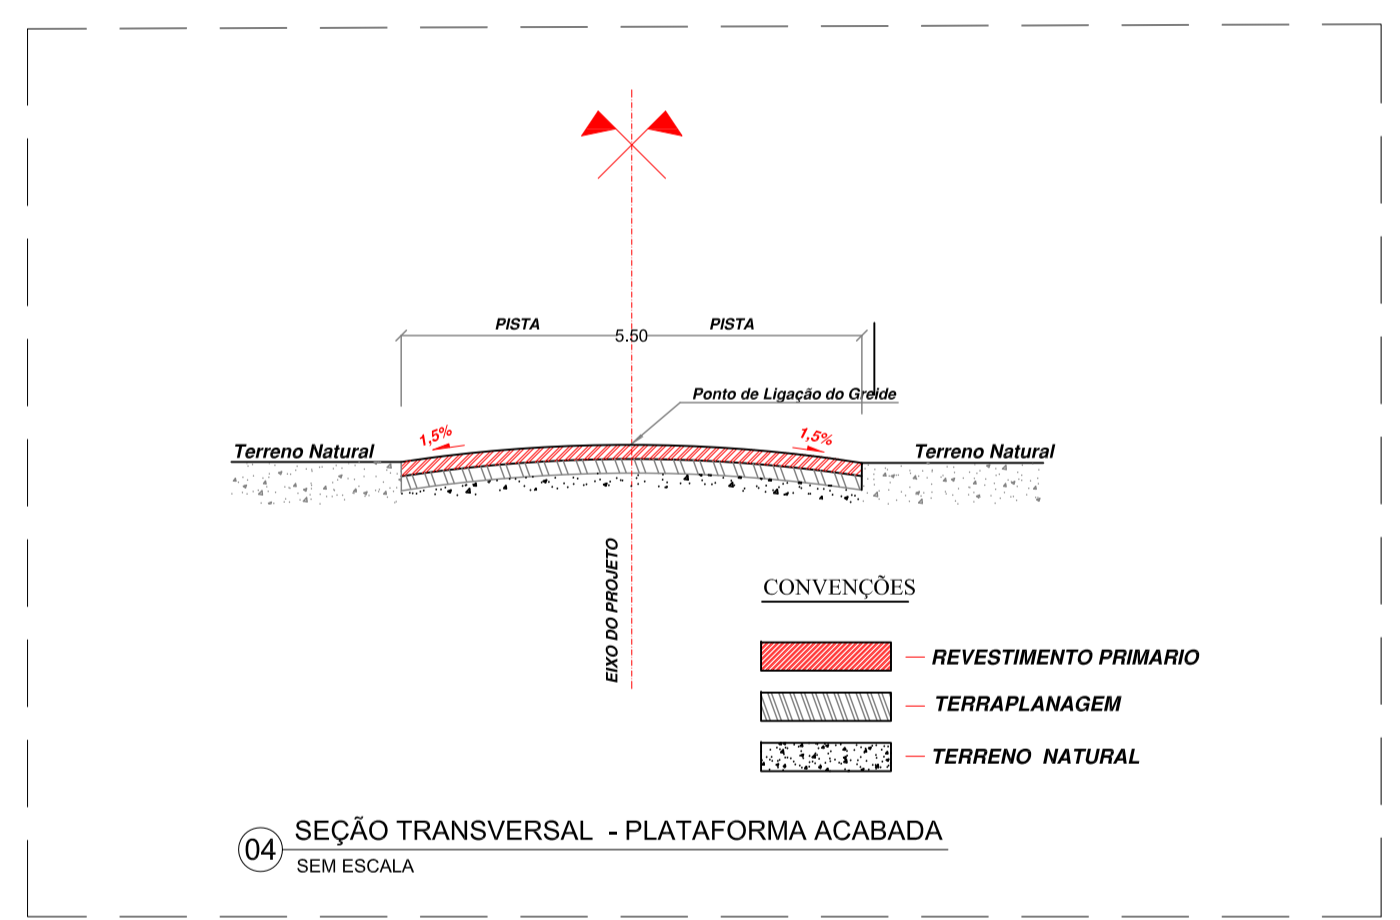 PISTA
5.50
PISTA
Ponto de Ligação do Greide
1,5%
1,5%
Terreno Natural
Terreno Natural
EIXO DO PROJETO
CONVENÇÕES
REVESTIMENTO PRIMARIO
TERRAPLANAGEM
TERRENO NATURAL
04
SEÇÃO TRANSVERSAL - PLATAFORMA ACABADA
SEM ESCALA